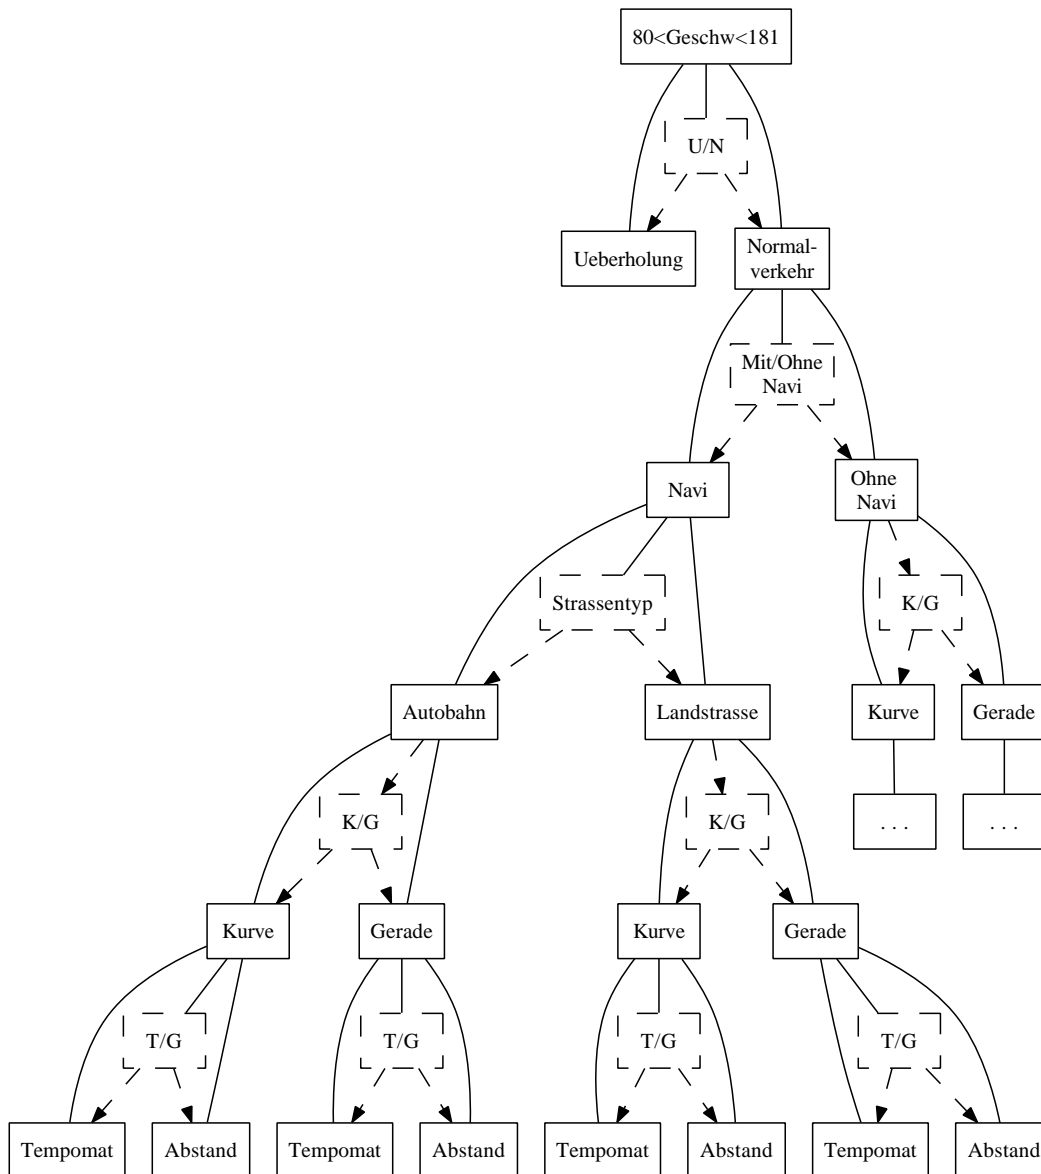 80<Geschw<181
U/N
Ueberholung
Normal-
verkehr
Mit/Ohne
Navi
Navi
Ohne
Navi
Strassentyp
K/G
Autobahn
Landstrasse
Kurve
Gerade
K/G
K/G
. . .
. . .
Kurve
Gerade
Kurve
Gerade
T/G
T/G
T/G
T/G
Tempomat
Abstand
Tempomat
Abstand
Tempomat
Abstand
Tempomat
Abstand